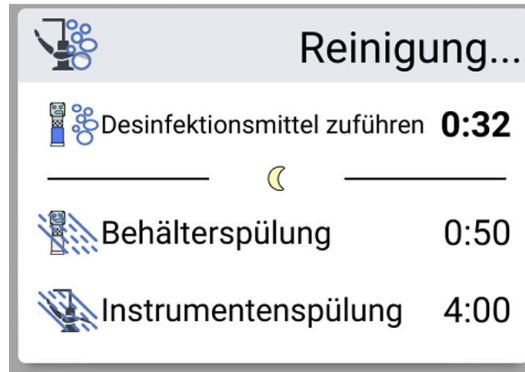 Reinigung...
Desinfektionsmittel zuführen 0:32
Behälterspülung 0:50
Instrumentenspülung 4:00